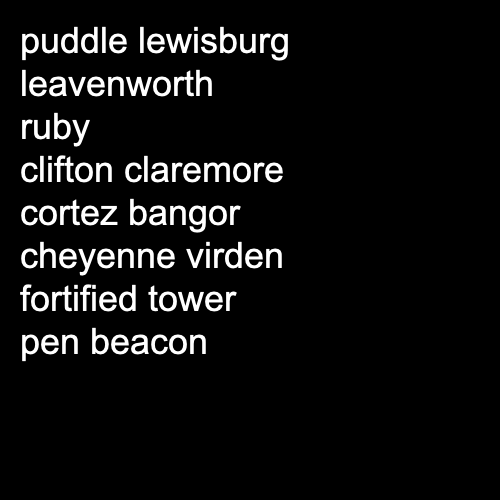 puddle lewisburg
leavenworth
ruby
clifton claremore
cortez bangor
cheyenne virden
fortified tower
pen beacon